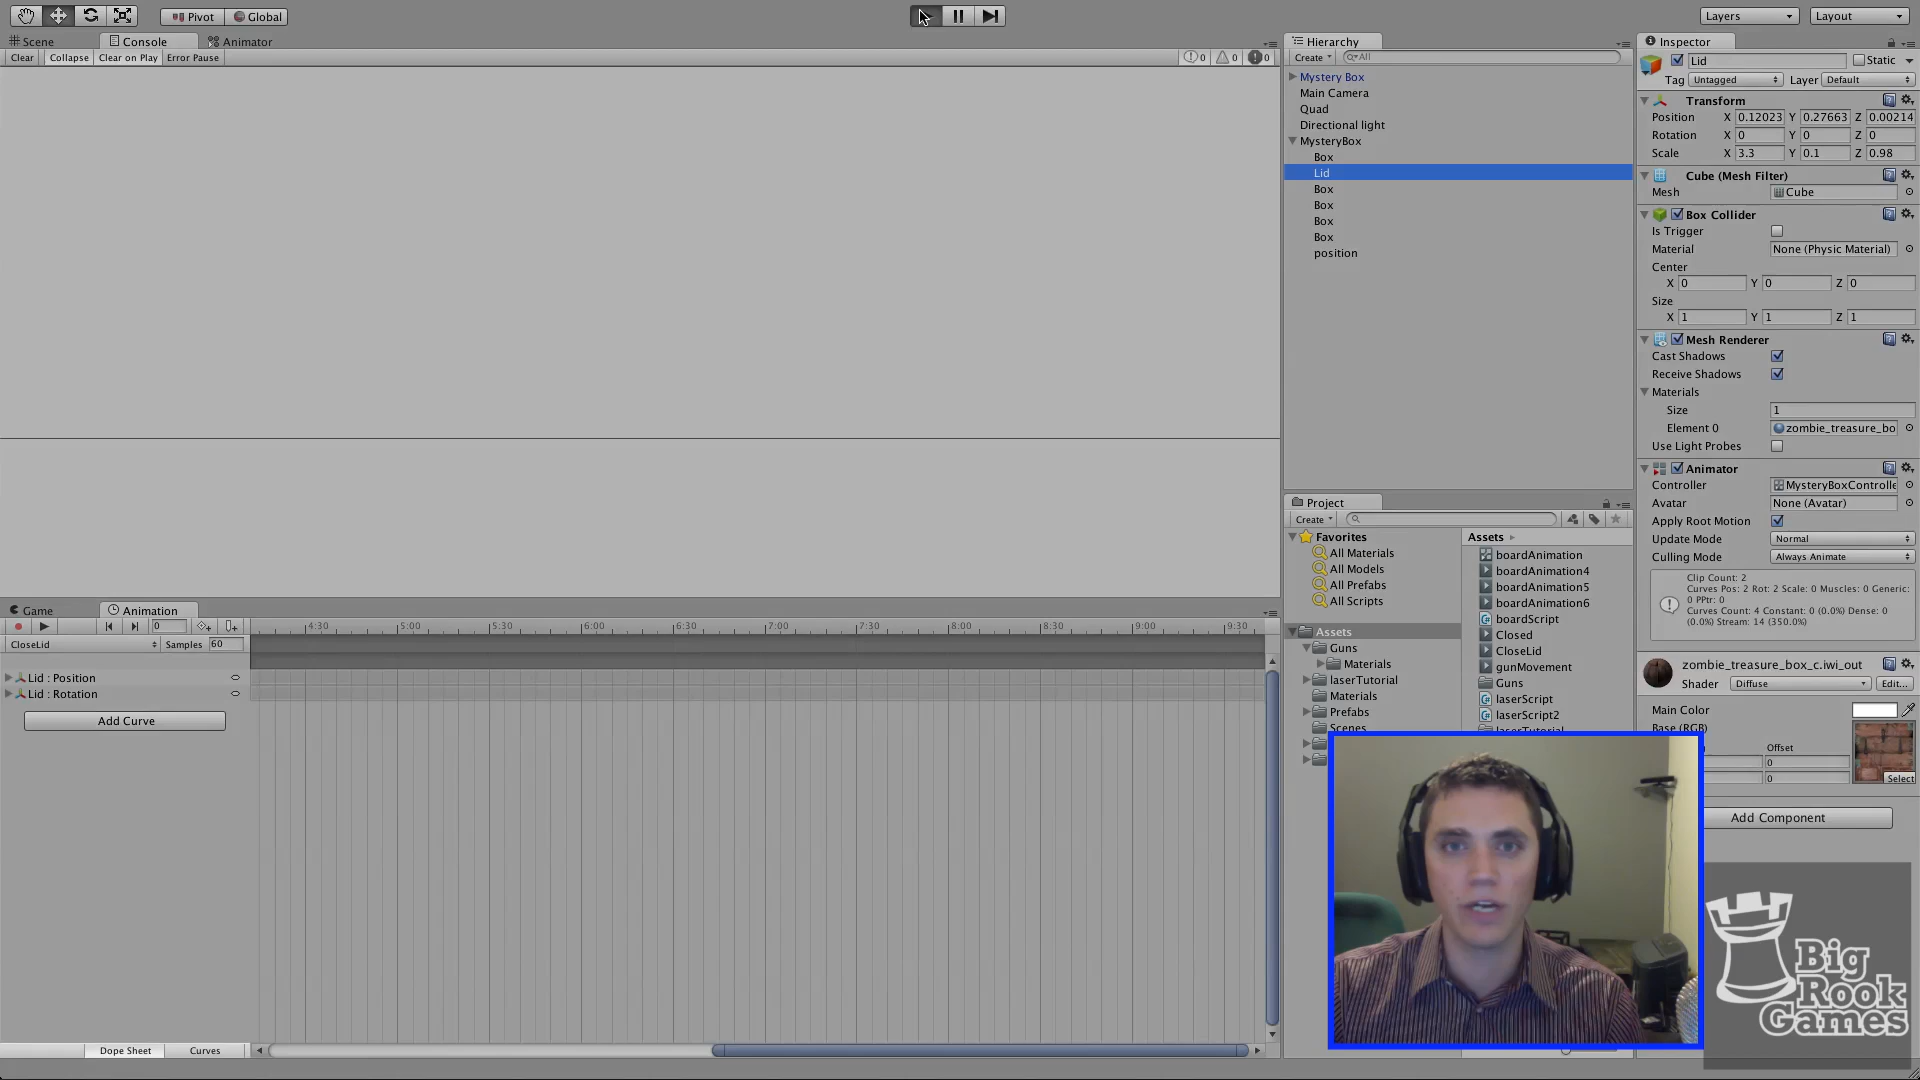 Pivot
Global
Layers
Layout
Scene
Console
Animator
Clear
Collapse
Clear on Play
Error Pause
0
0
0
Hierarchy
Create
All
Mystery Box
Main Camera
Quad
Directional light
MysteryBox
Box
Lid
Box
Box
Box
Box
position
Inspector
Lid
Static
Tag Untagged
Layer Default
Transform
Position X 0.12023 Y 0.27663 Z 0.00214
Rotation X 0 Y 0 Z 0
Scale X 3.3 Y 0.1 Z 0.98
Cube (Mesh Filter)
Mesh Cube
Box Collider
Is Trigger
Material None (Physic Material)
Center
X 0 Y 0 Z 0
Size
X 1 Y 1 Z 1
Mesh Renderer
Cast Shadows
Receive Shadows
Materials
Size 1
Element 0 zombie_treasure_bo
Use Light Probes
Animator
Controller MysteryBoxControlle
Avatar None (Avatar)
Apply Root Motion
Update Mode Normal
Culling Mode Always Animate
Clip Count: 2
Curves Pos: 2 Rot: 2 Scale: 0 Muscles: 0 Generic:
0 PPtr: 0
Curves Count: 4 Constant: 0 (0.0%) Dense: 0
(0.0%) Stream: 14 (350.0%)
zombie_treasure_box_c.iwi_out
Shader Diffuse Edit...
Main Color
Base (RGB)
Offset
0
0
Select
Add Component
Project
Create
Favorites
All Materials
All Models
All Prefabs
All Scripts
Assets
Guns
Materials
laserTutorial
Materials
Prefabs
Scenes
Assets
boardAnimation
boardAnimation4
boardAnimation5
boardAnimation6
boardScript
Closed
CloseLid
gunMovement
Guns
laserScript
laserScript2
laserTutorial
Game
Animation
0
4:30 5:00 5:30 6:00 6:30 7:00 7:30 8:00 8:30 9:00 9:30
CloseLid
Samples 60
Lid : Position
Lid : Rotation
Add Curve
Dope Sheet
Curves
Big
Rook
Games